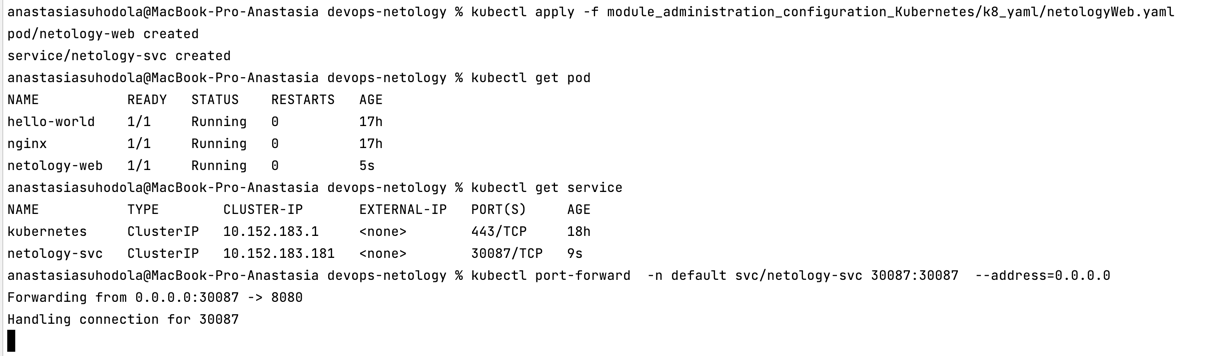 anastasiasuhodola@MacBook-Pro-Anastasia devops-netology % kubectl apply -f module_administration_configuration_Kubernetes/k8_yaml/netologyWeb.yaml
pod/netology-web created
service/netology-svc created
anastasiasuhodola@MacBook-Pro-Anastasia devops-netology % kubectl get pod
NAME           READY   STATUS    RESTARTS   AGE
hello-world    1/1     Running   0          17h
nginx          1/1     Running   0          17h
netology-web   1/1     Running   0          5s
anastasiasuhodola@MacBook-Pro-Anastasia devops-netology % kubectl get service
NAME           TYPE        CLUSTER-IP       EXTERNAL-IP   PORT(S)     AGE
kubernetes     ClusterIP   10.152.183.1     <none>        443/TCP     18h
netology-svc   ClusterIP   10.152.183.181   <none>        30087/TCP   9s
anastasiasuhodola@MacBook-Pro-Anastasia devops-netology % kubectl port-forward  -n default svc/netology-svc 30087:30087  --address=0.0.0.0
Forwarding from 0.0.0.0:30087 -> 8080
Handling connection for 30087